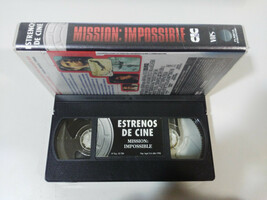 ESTRENOS
DE CINE
MISSION: IMPOSSIBLE
CIC
VHS
ESTRENOS
DE CINE
MISSION:
IMPOSSIBLE